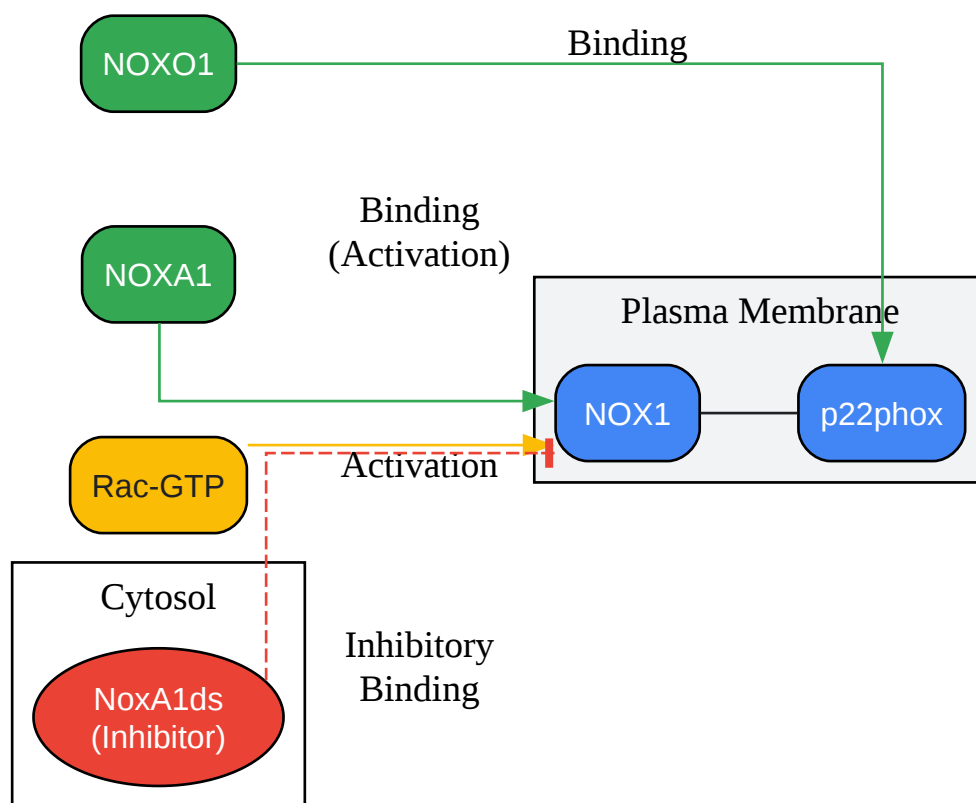 NOXO1
Binding
Binding
(Activation)
NOXA1
Plasma Membrane
NOX1
p22phox
Activation
Rac-GTP
Cytosol
Inhibitory
Binding
NoxA1ds
(Inhibitor)